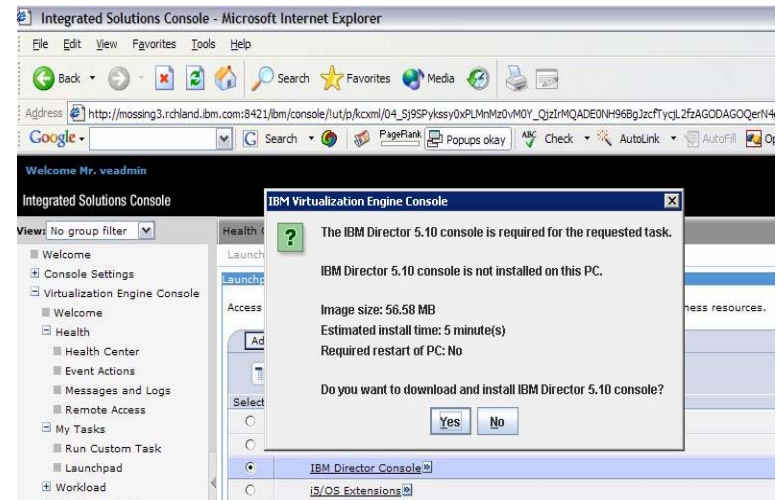 Integrated Solutions Console - Microsoft Internet Explorer
File Edit View Favorites Tools Help
Back Search Favorites Media
Address http://mossing3.rchland.ibm.com:8421/ibm/console/!ut/p/kcxml/
Google Search PageRank Popups okay ABC Check AutoLink AutoFill Op
Welcome Mr. veadmin
Integrated Solutions Console
View: No group filter
Health
Welcome
Launch
Console Settings
Launchp
Virtualization Engine Console
Access
ness resources.
Welcome
Health
Ad
Health Center
Event Actions
Messages and Logs
Select
Remote Access
My Tasks
Run Custom Task
Launchpad
IBM Director Console
Workload
i5/OS Extensions
IBM Virtualization Engine Console
The IBM Director 5.10 console is required for the requested task.
IBM Director 5.10 console is not installed on this PC.
Image size: 56.58 MB
Estimated install time: 5 minute(s)
Required restart of PC: No
Do you want to download and install IBM Director 5.10 console?
Yes No